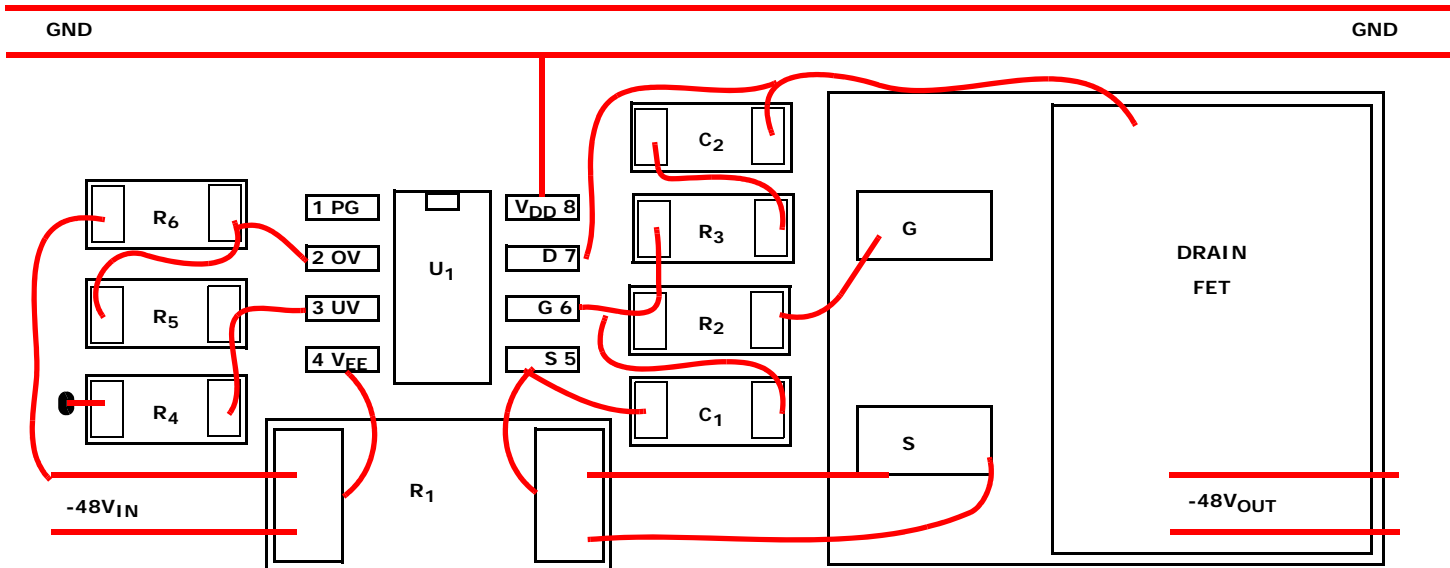 GND GND
C2
R6 1 PG VDD 8 R3 G
2 OV U1 D 7 DRAIN
FET
R5 3 UV G 6 R2
4 VEE S 5
R4 C1
S
R1
-48VIN -48VOUT